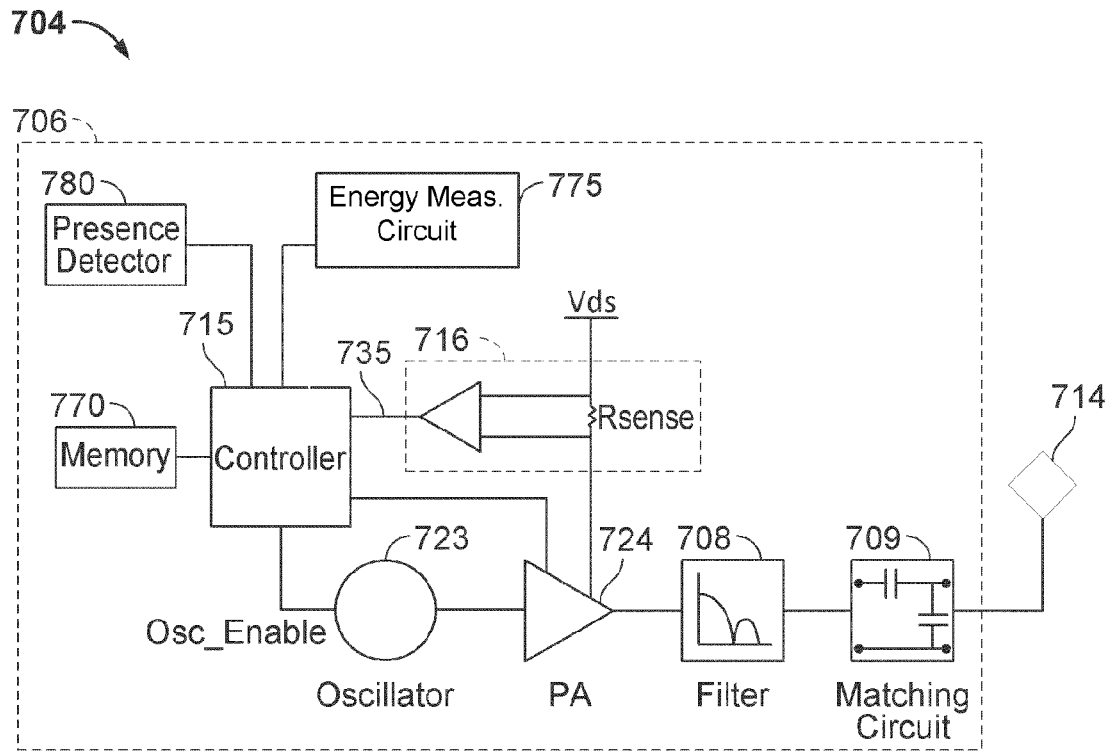 704
706
780
Presence
Detector
Energy Meas.
Circuit
775
Vds
715
735
716
Rsense
714
770
Memory
Controller
723
724
708
709
Osc_Enable
Oscillator
PA
Filter
Matching
Circuit